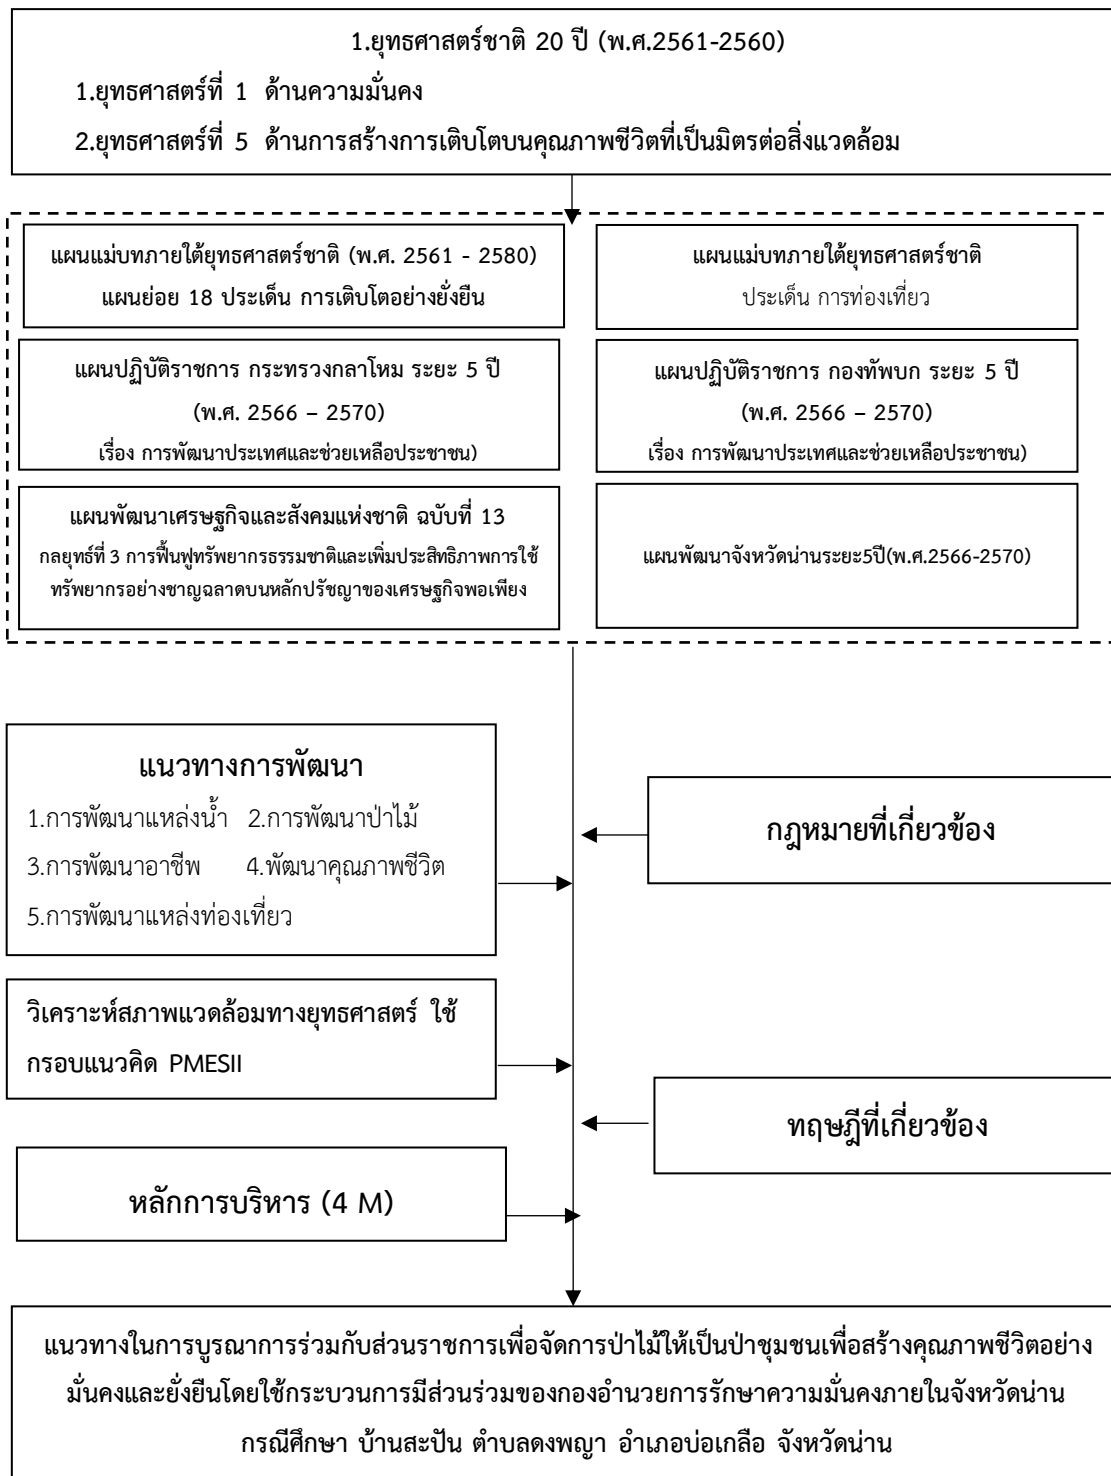 1.ยุทธศาสตร์ชาติ 20 ปี (พ.ศ.2561-2560)
1.ยุทธศาสตร์ที่ 1 ด้านความมั่นคง
2.ยุทธศาสตร์ที่ 5 ด้านการสร้างการเติบโตบนคุณภาพชีวิตที่เป็นมิตรต่อสิ่งแวดล้อม
แผนแม่บทภายใต้ยุทธศาสตร์ชาติ (พ.ศ. 2561 - 2580)
แผนย่อย 18 ประเด็น การเติบโตอย่างยั่งยืน
แผนแม่บทภายใต้ยุทธศาสตร์ชาติ
ประเด็น การท่องเที่ยว
แผนปฏิบัติราชการ กระทรวงกลาโหม ระยะ 5 ปี
(พ.ศ. 2566 – 2570)
เรื่อง การพัฒนาประเทศและช่วยเหลือประชาชน)
แผนปฏิบัติราชการ กองทัพบก ระยะ 5 ปี
(พ.ศ. 2566 – 2570)
เรื่อง การพัฒนาประเทศและช่วยเหลือประชาชน)
แผนพัฒนาเศรษฐกิจและสังคมแห่งชาติ ฉบับที่ 13
กลยุทธ์ที่ 3 การฟื้นฟูทรัพยากรธรรมชาติและเพิ่มประสิทธิภาพการใช้
ทรัพยากรอย่างชาญฉลาดบนหลักปรัชญาของเศรษฐกิจพอเพียง
แผนพัฒนาจังหวัดน่านระยะ5ปี(พ.ศ.2566-2570)
แนวทางการพัฒนา
1.การพัฒนาแหล่งน้ำ 2.การพัฒนาป่าไม้
3.การพัฒนาอาชีพ 4.พัฒนาคุณภาพชีวิต
5.การพัฒนาแหล่งท่องเที่ยว
กฎหมายที่เกี่ยวข้อง
วิเคราะห์สภาพแวดล้อมทางยุทธศาสตร์ ใช้
กรอบแนวคิด PMESII
ทฤษฎีที่เกี่ยวข้อง
หลักการบริหาร (4 M)
แนวทางในการบูรณาการร่วมกับส่วนราชการเพื่อจัดการป่าไม้ให้เป็นป่าชุมชนเพื่อสร้างคุณภาพชีวิตอย่าง
มั่นคงและยั่งยืนโดยใช้กระบวนการมีส่วนร่วมของกองอำนวยการรักษาความมั่นคงภายในจังหวัดน่าน
กรณีศึกษา บ้านสะปัน ตำบลดงพญา อำเภอบ่อเกลือ จังหวัดน่าน